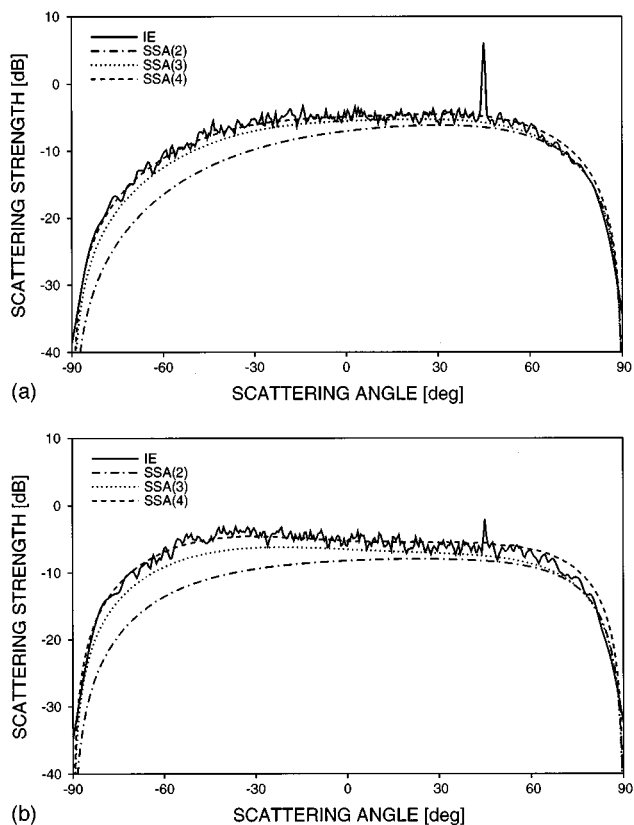 10
0
-10
-20
-30
-40
SCATTERING STRENGTH [dB]
IE
SSA(2)
SSA(3)
SSA(4)
-90 -60 -30 0 30 60 90
SCATTERING ANGLE [deg]
(a)
10
0
-10
-20
-30
-40
SCATTERING STRENGTH [dB]
IE
SSA(2)
SSA(3)
SSA(4)
-90 -60 -30 0 30 60 90
SCATTERING ANGLE [deg]
(b)